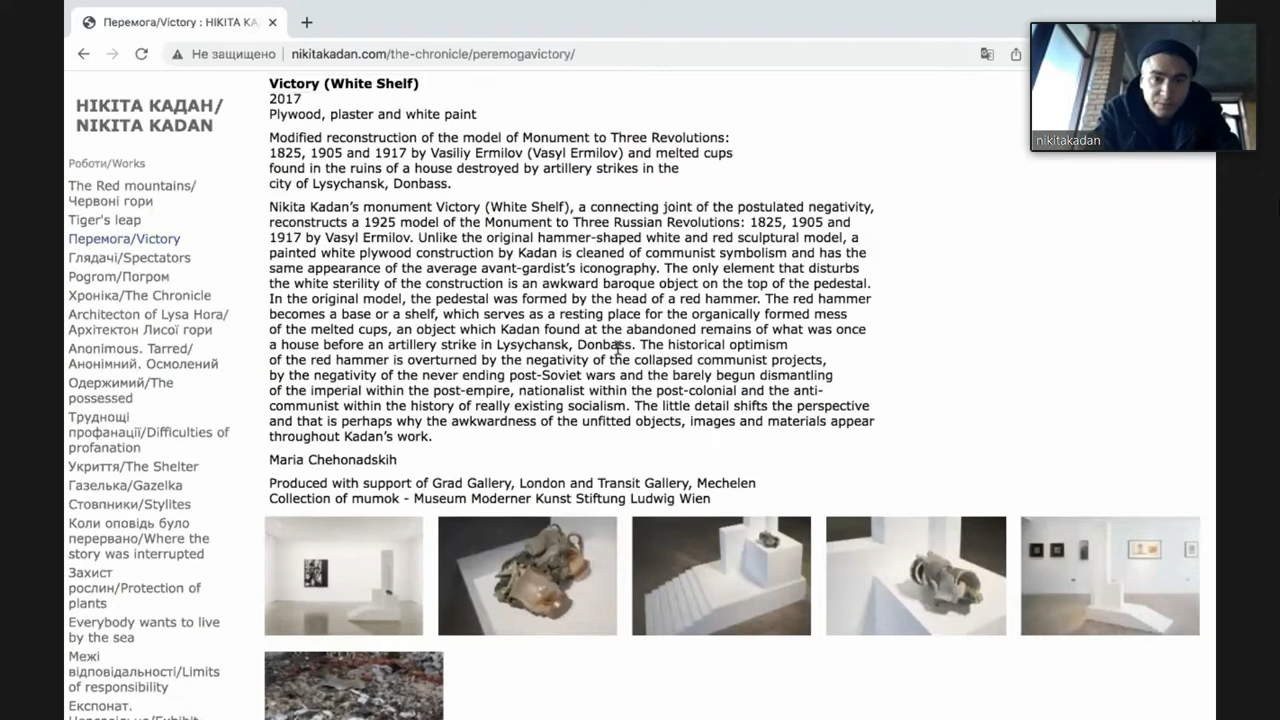 Перемога/Victory : НІКІТА КА
Не защищено
nikitakadan.com/the-chronicle/peremogavictory/
nikitakadan
НІКІТА КАДАН/
NIKITA KADAN
Роботи/Works
The Red mountains/
Червоні гори
Tiger's leap
Перемога/Victory
Глядачі/Spectators
Pogrom/Погром
Хроніка/The Chronicle
Architecton of Lysa Hora/
Архітектон Лисої гори
Anonimous. Tarred/
Анонімний. Осмолений
Одержимий/The
possessed
Труднощі
профанації/Difficulties of
profanation
Укриття/The Shelter
Газелька/Gazelka
Стовпники/Stylites
Коли оповідь було
перервано/Where the
story was interrupted
Захист
рослин/Protection of
plants
Everybody wants to live
by the sea
Межі
відповідальності/Limits
of responsibility
Експонат.
Victory (White Shelf)
2017
Plywood, plaster and white paint
Modified reconstruction of the model of Monument to Three Revolutions:
1825, 1905 and 1917 by Vasiliy Ermilov (Vasyl Ermilov) and melted cups
found in the ruins of a house destroyed by artillery strikes in the
city of Lysychansk, Donbass.
Nikita Kadan's monument Victory (White Shelf), a connecting joint of the postulated negativity,
reconstructs a 1925 model of the Monument to Three Russian Revolutions: 1825, 1905 and
1917 by Vasyl Ermilov. Unlike the original hammer-shaped white and red sculptural model, a
painted white plywood construction by Kadan is cleaned of communist symbolism and has the
same appearance of the average avant-gardist's iconography. The only element that disturbs
the white sterility of the construction is an awkward baroque object on the top of the pedestal.
In the original model, the pedestal was formed by the head of a red hammer. The red hammer
becomes a base or a shelf, which serves as a resting place for the organically formed mess
of the melted cups, an object which Kadan found at the abandoned remains of what was once
a house before an artillery strike in Lysychansk, Donbass. The historical optimism
of the red hammer is overturned by the negativity of the collapsed communist projects,
by the negativity of the never ending post-Soviet wars and the barely begun dismantling
of the imperial within the post-empire, nationalist within the post-colonial and the anti-
communist within the history of really existing socialism. The little detail shifts the perspective
and that is perhaps why the awkwardness of the unfitted objects, images and materials appear
throughout Kadan's work.
Maria Chehonadskih
Produced with support of Grad Gallery, London and Transit Gallery, Mechelen
Collection of mumok - Museum Moderner Kunst Stiftung Ludwig Wien